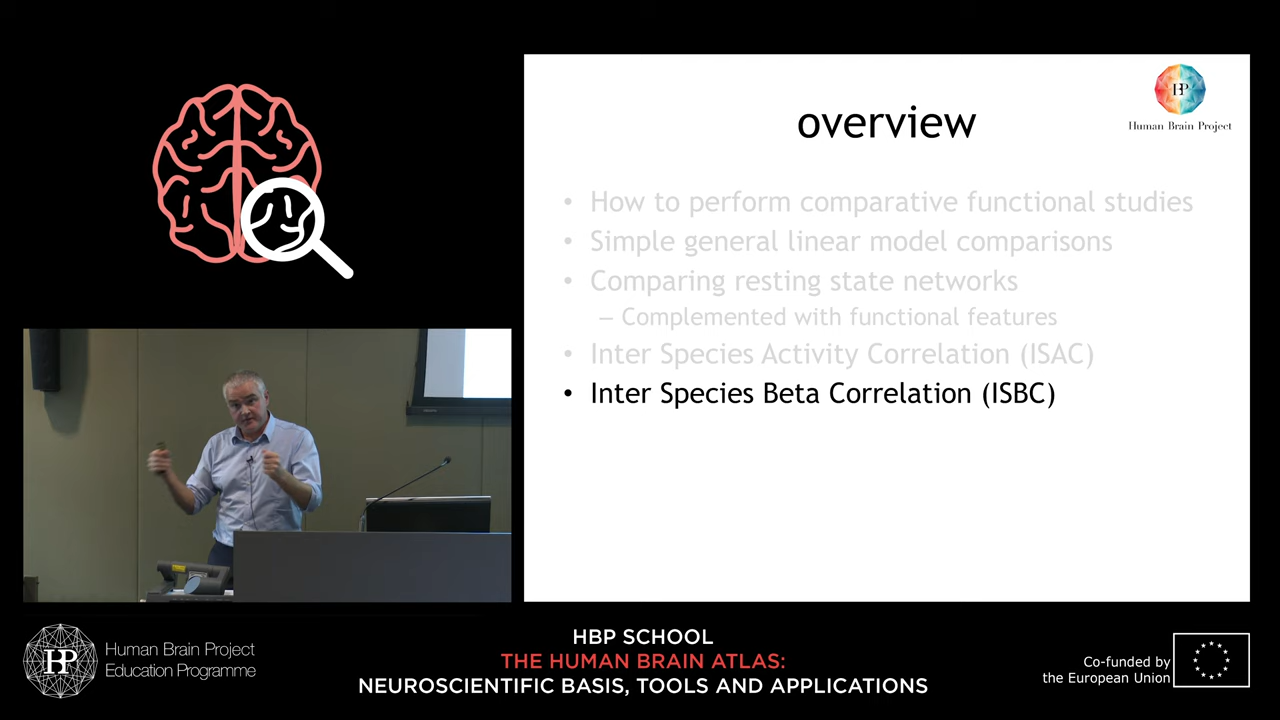 overview
HBP
Human Brain Project
• How to perform comparative functional studies
• Simple general linear model comparisons
• Comparing resting state networks
– Complemented with functional features
• Inter Species Activity Correlation (ISAC)
• Inter Species Beta Correlation (ISBC)
HBP
Human Brain Project
Education Programme
HBP SCHOOL
THE HUMAN BRAIN ATLAS:
NEUROSCIENTIFIC BASIS, TOOLS AND APPLICATIONS
Co-funded by
the European Union